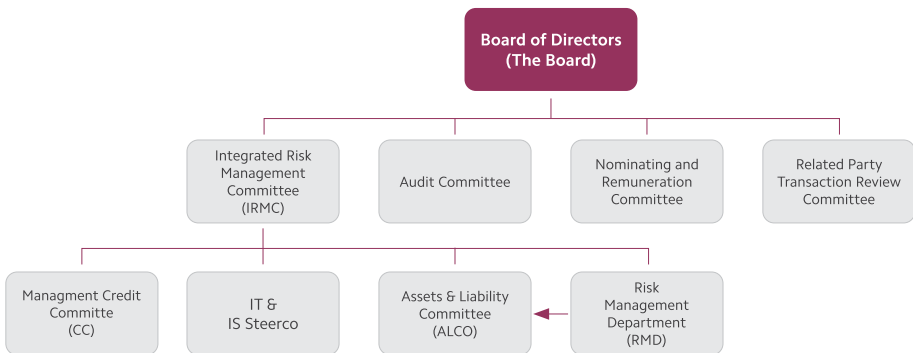 Board of Directors
(The Board)
Integrated Risk
Management
Committee
(IRMC)
Audit Committee
Nominating and
Remuneration
Committee
Related Party
Transaction Review
Committee
Managment Credit
Committe
(CC)
IT &
IS Steerco
Assets & Liability
Committee
(ALCO)
Risk
Management
Department
(RMD)